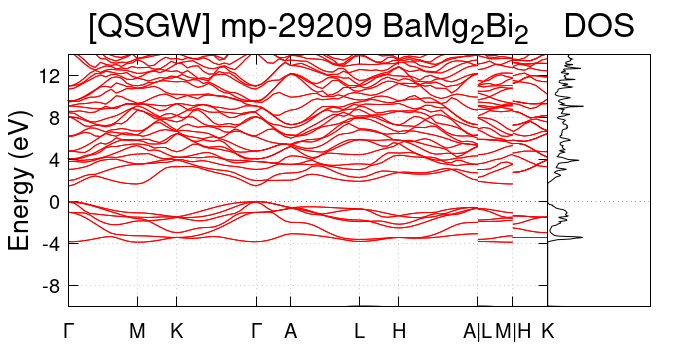 [QSGW] mp-29209 BaMg2Bi2 DOS
Energy (eV)
12
8
4
0
-4
-8
Γ M K Γ A L H A|L M|H K